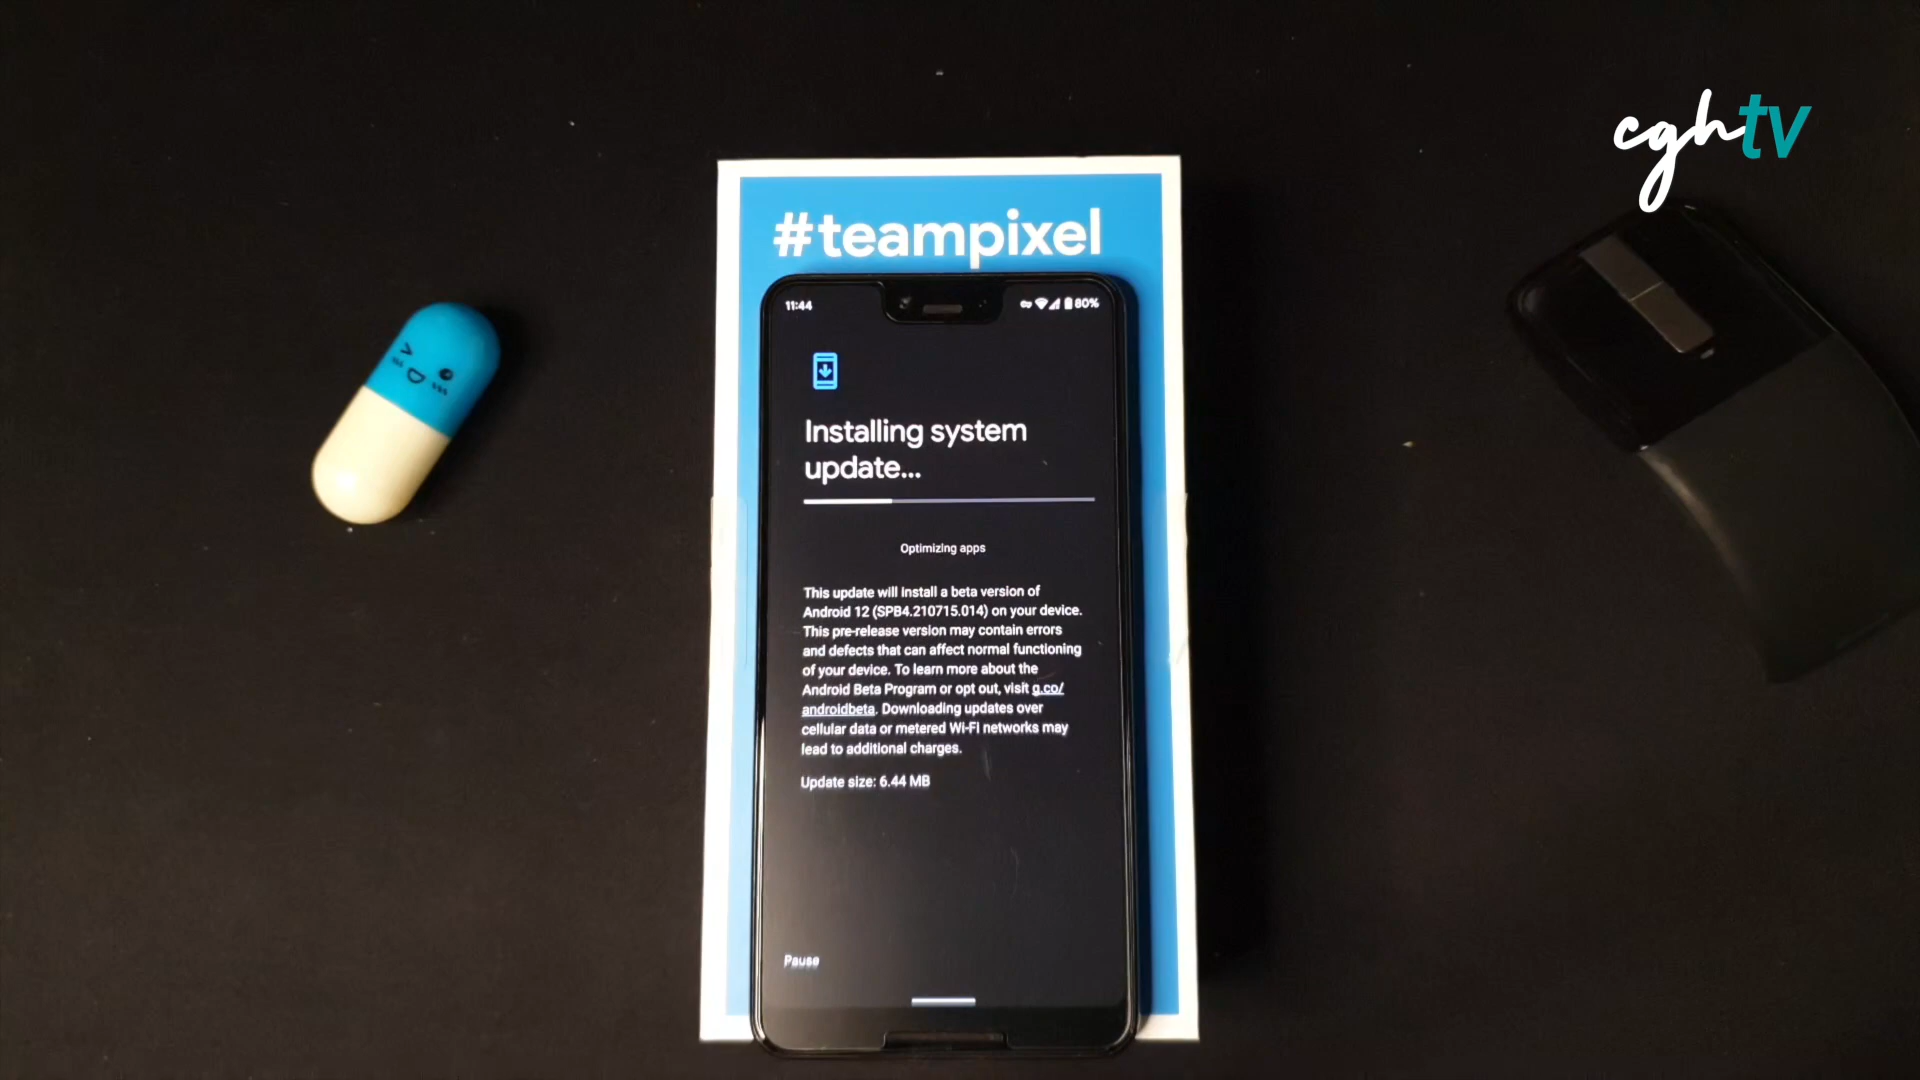 cghtv
#teampixel
11:44
80%
Installing system
update...
Optimizing apps
This update will install a beta version of
Android 12 (SPB4.210715.014) on your device.
This pre-release version may contain errors
and defects that can affect normal functioning
of your device. To learn more about the
Android Beta Program or opt out, visit g.co/
androidbeta. Downloading updates over
cellular data or metered Wi-Fi networks may
lead to additional charges.
Update size: 6.44 MB
Pause